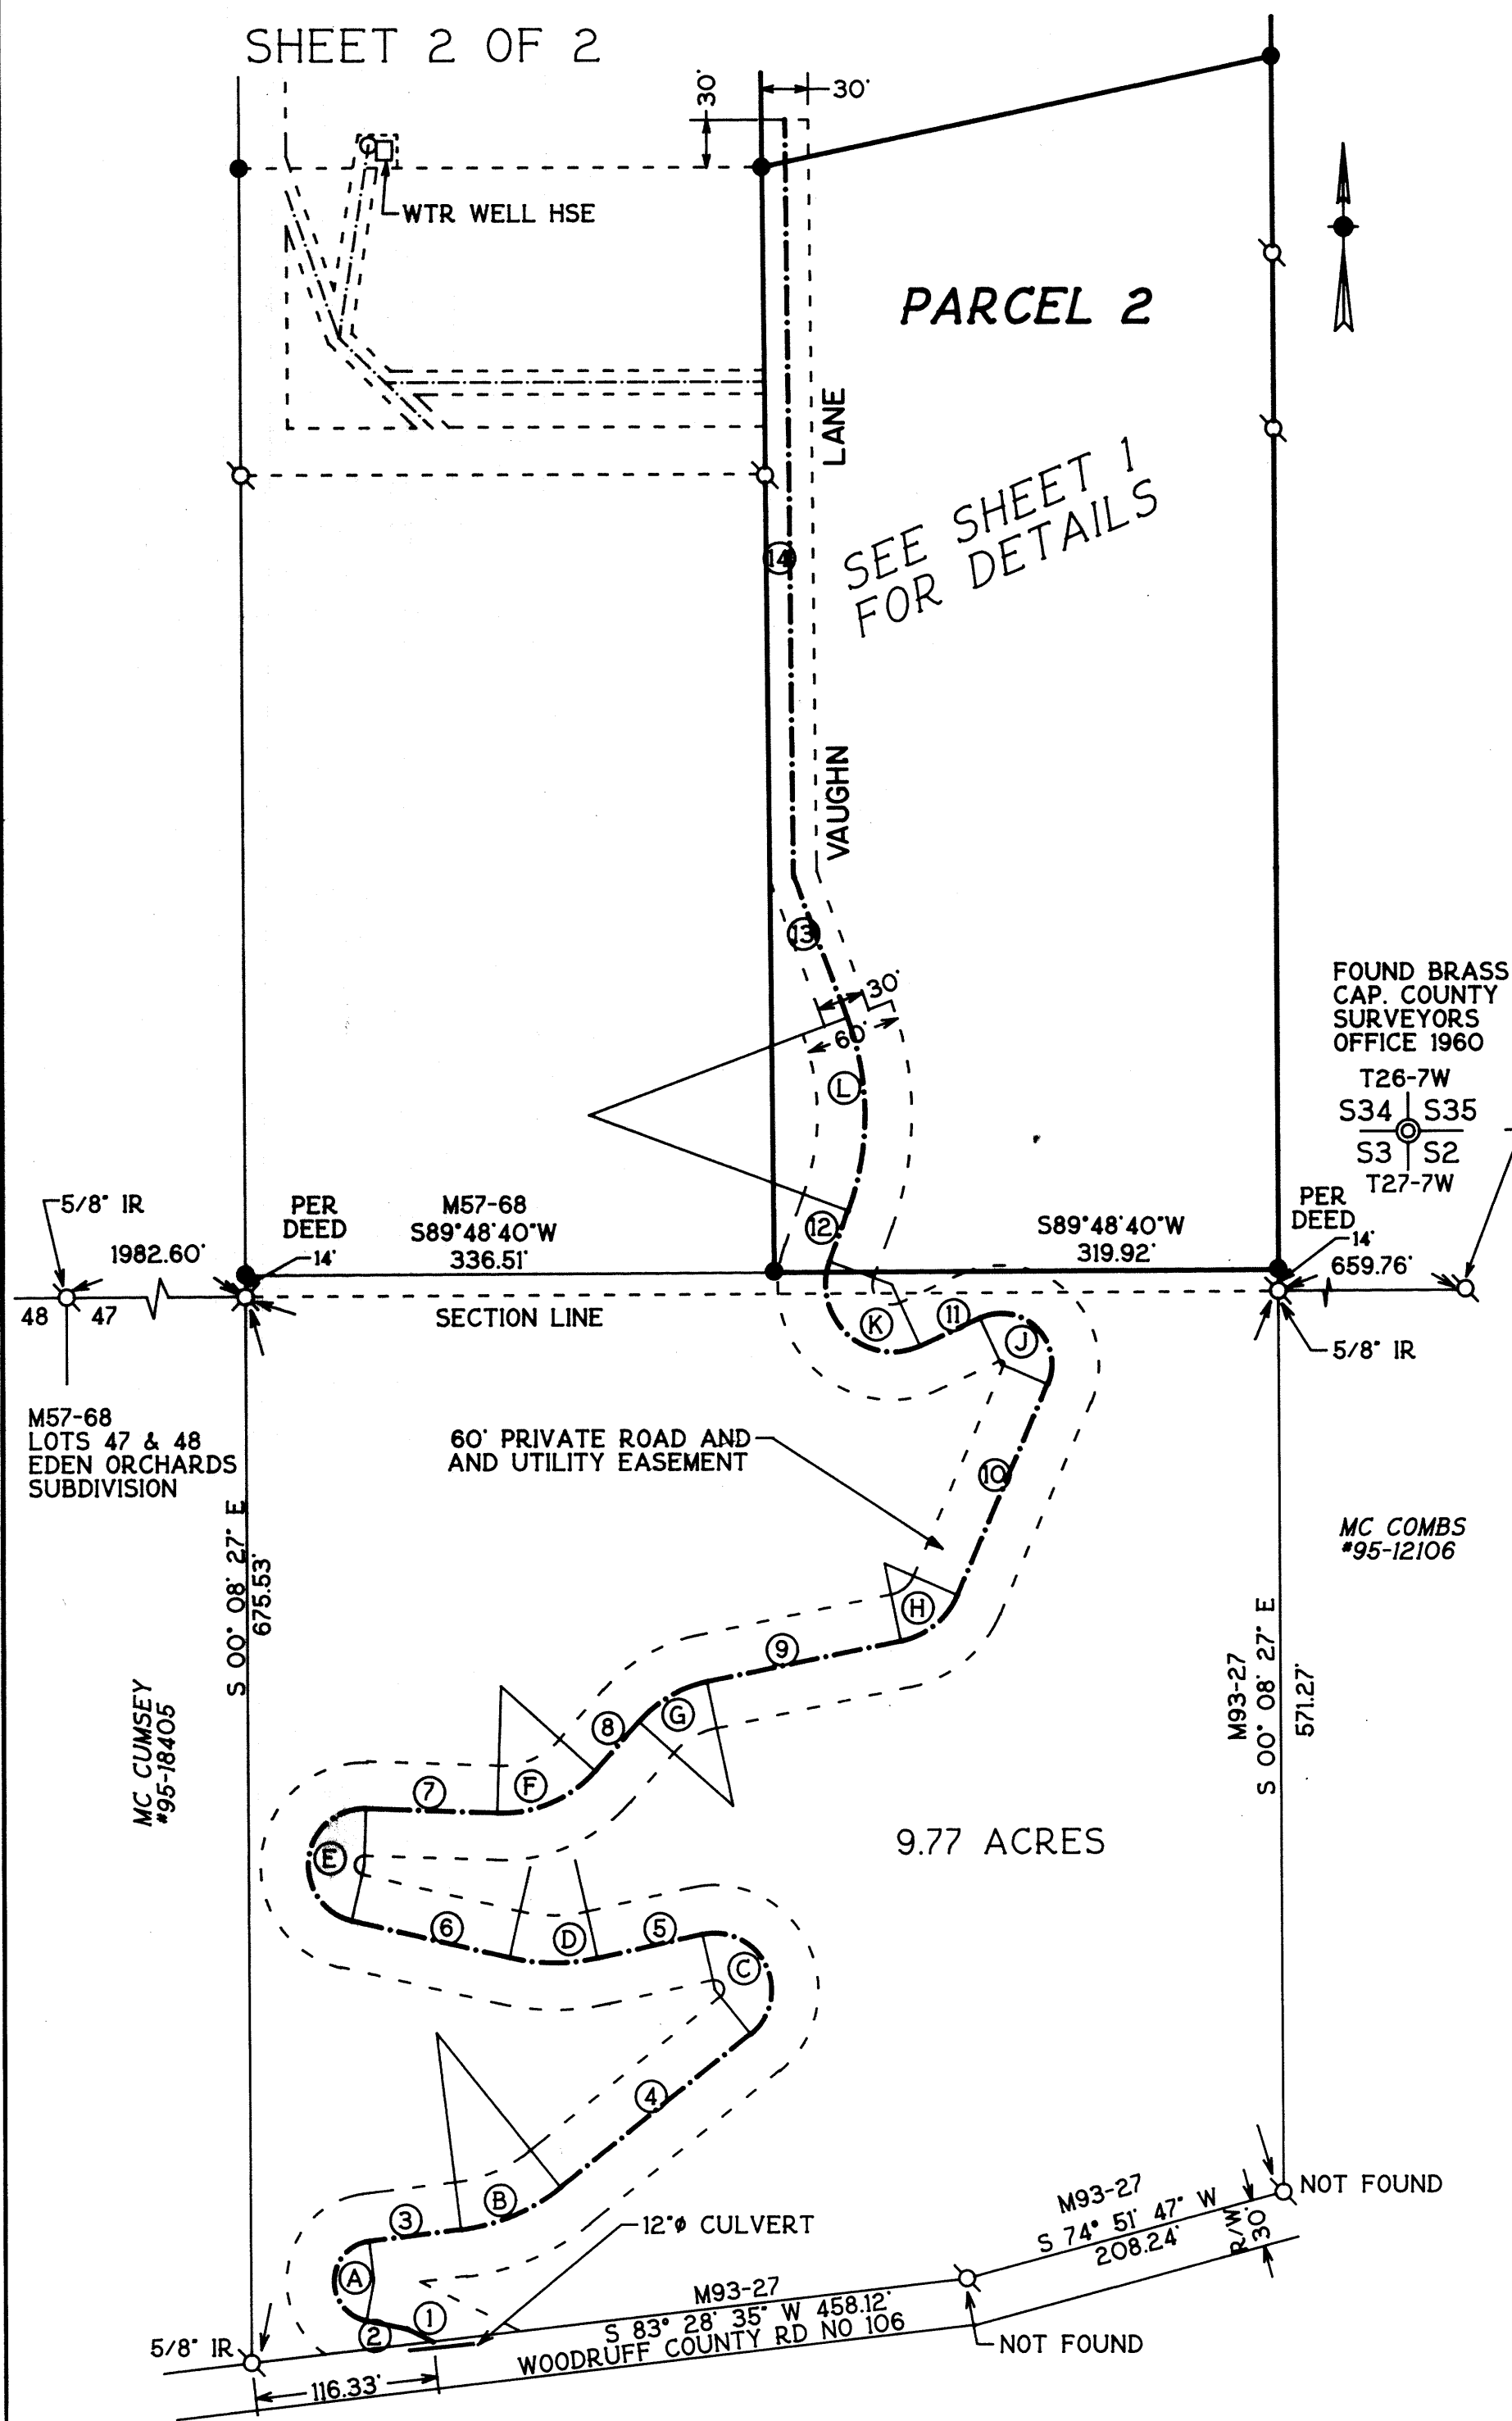 SHEET 2 OF 2
30'
30'
WTR WELL HSE
PARCEL 2
LANE
SEE SHEET 1
FOR DETAILS
14
VAUGHN
13
30'
60'
L
FOUND BRASS
CAP. COUNTY
SURVEYORS
OFFICE 1960
T26-7W
S34 S35
S3 S2
T27-7W
5/8" IR
1982.60'
PER
DEED
14'
M57-68
S89°48'40"W
336.51'
12
S89°48'40"W
319.92'
PER
DEED
14'
659.76'
48 47
SECTION LINE
K
11
J
5/8" IR
M57-68
LOTS 47 & 48
EDEN ORCHARDS
SUBDIVISION
60' PRIVATE ROAD AND
AND UTILITY EASEMENT
10
S 00° 08' 27" E
675.53'
MC COMBS
#95-12106
H
9
M93-27
S 00° 08' 27" E
571.27'
MC CUMSEY
#95-18405
G
8
F
7
E
9.77 ACRES
6
D
5
C
4
B
3
12"ø CULVERT
A
1
2
M93-27
S 74° 51' 47" W
208.24'
R/W
30'
NOT FOUND
M93-27
S 83° 28' 35" W 458.12'
WOODRUFF COUNTY RD NO 106
NOT FOUND
5/8" IR
116.33'